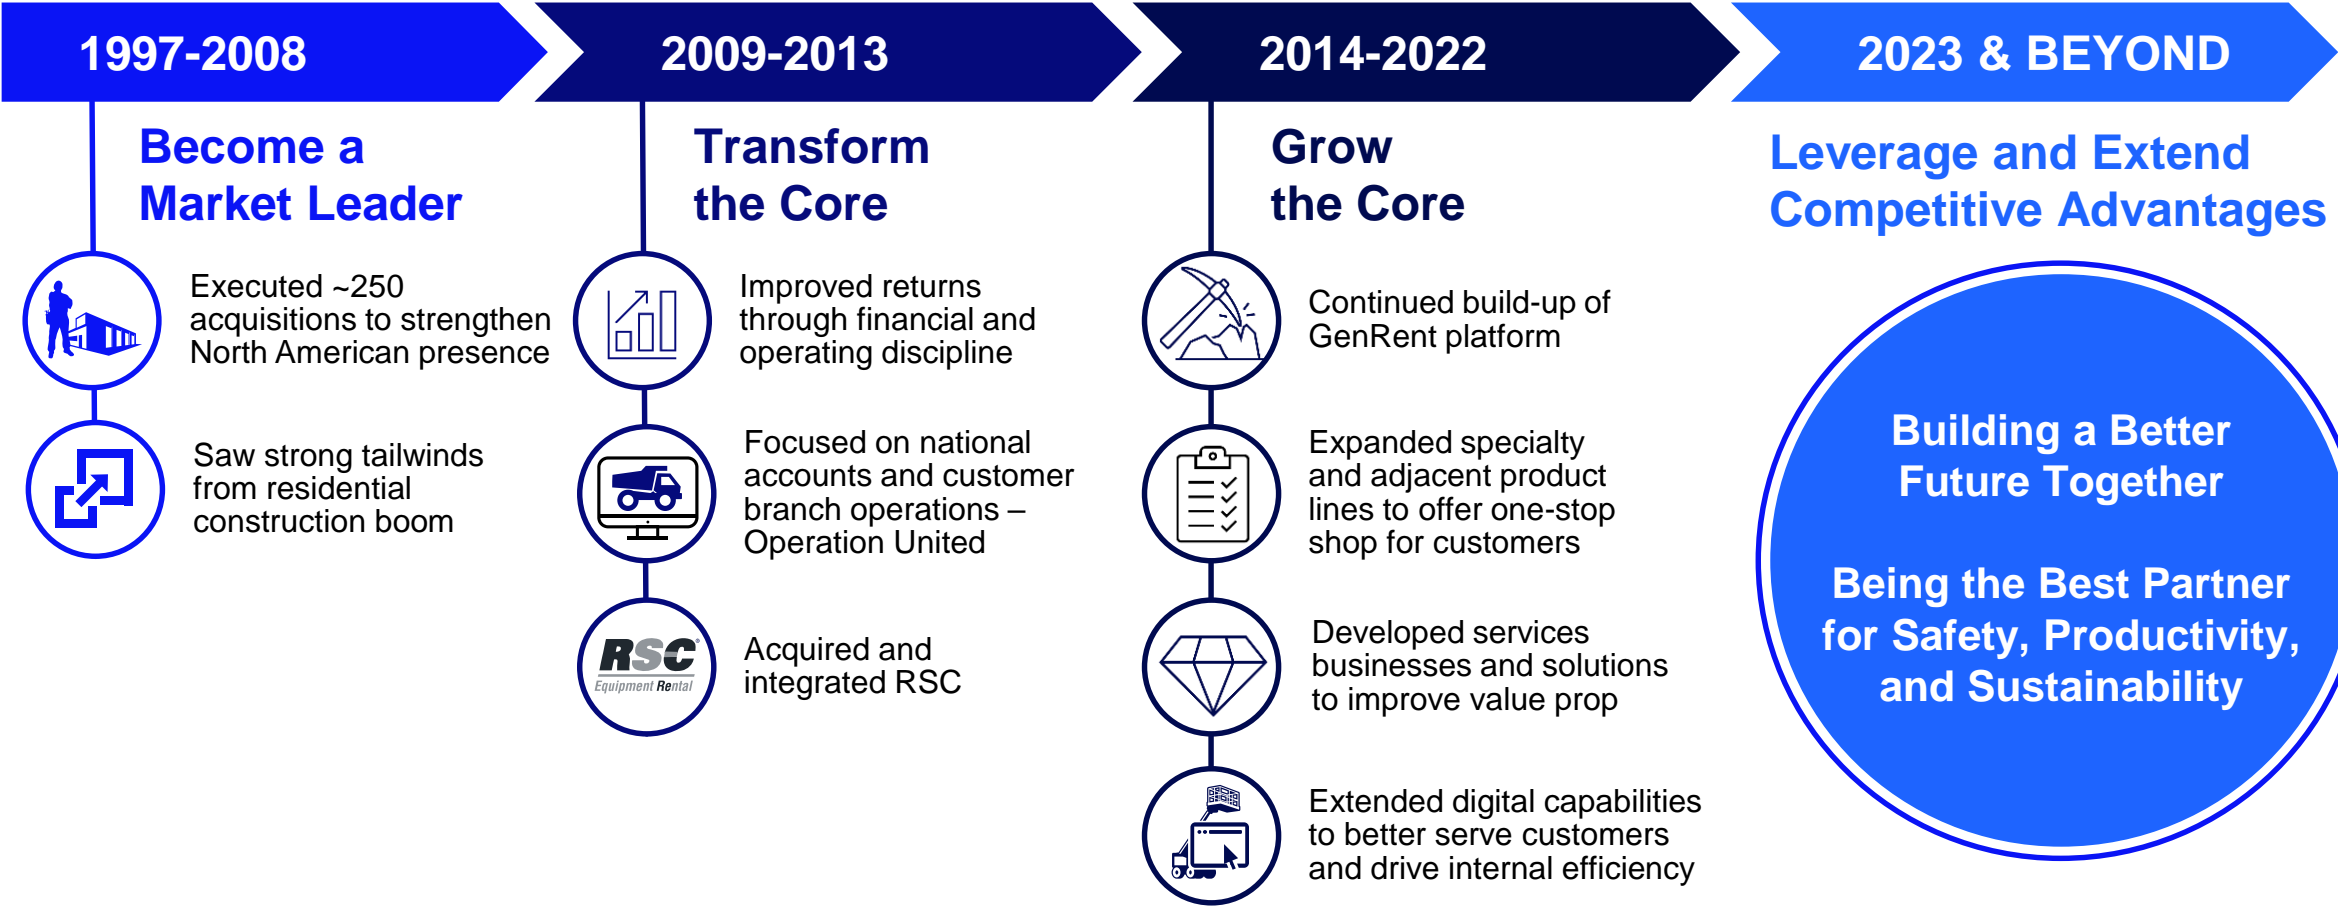 1997-2008
Become a
Market Leader
Executed ~250
acquisitions to strengthen
North American presence
Saw strong tailwinds
from residential
construction boom
2009-2013
Transform
the Core
Improved returns
through financial and
operating discipline
Focused on national
accounts and customer
branch operations –
Operation United
RSC®
Equipment Rental
Acquired and
integrated RSC
2014-2022
Grow
the Core
Continued build-up of
GenRent platform
Expanded specialty
and adjacent product
lines to offer one-stop
shop for customers
Developed services
businesses and solutions
to improve value prop
Extended digital capabilities
to better serve customers
and drive internal efficiency
2023 & BEYOND
Leverage and Extend
Competitive Advantages
Building a Better
Future Together
Being the Best Partner
for Safety, Productivity,
and Sustainability